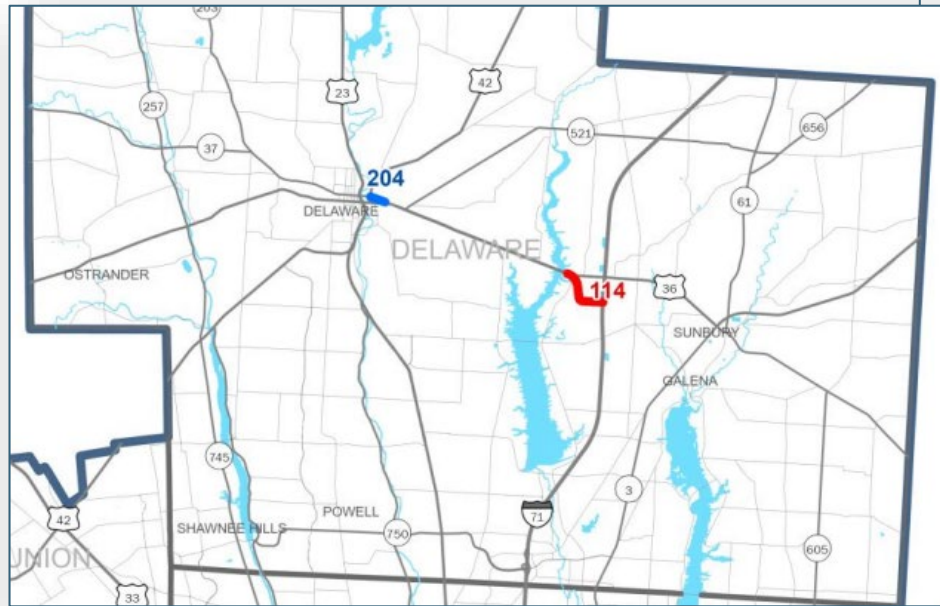 203
257
23
42
37
521
656
204
DELAWARE
61
DELAWARE
OSTRANDER
36
114
SUNBURY
GALENA
745
3
42
SHAWNEE HILLS
POWELL
750
71
605
UNION
33